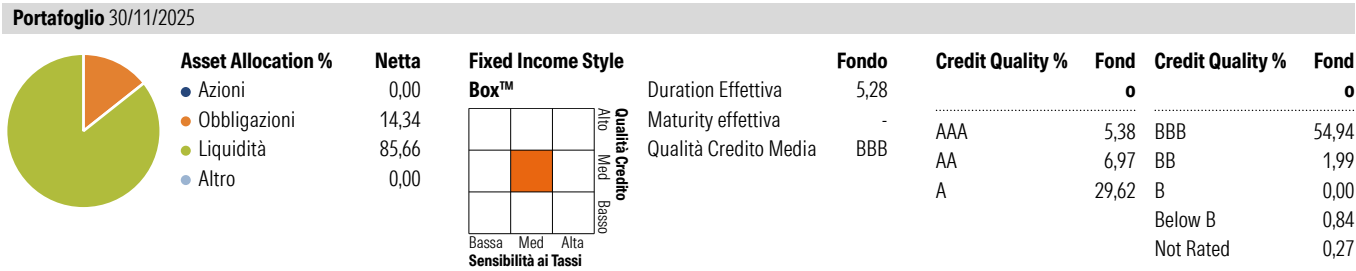 Portafoglio 30/11/2025
Asset Allocation % Netta
Azioni 0,00
Obbligazioni 14,34
Liquidità 85,66
Altro 0,00
Fixed Income Style
Box™
Alto
Med
Basso
Qualità Credito
Bassa Med Alta
Sensibilità ai Tassi
Fondo
Duration Effettiva 5,28
Maturity effettiva -
Qualità Credito Media BBB
Credit Quality % Fond
o
AAA 5,38
AA 6,97
A 29,62
Credit Quality % Fond
o
BBB 54,94
BB 1,99
B 0,00
Below B 0,84
Not Rated 0,27